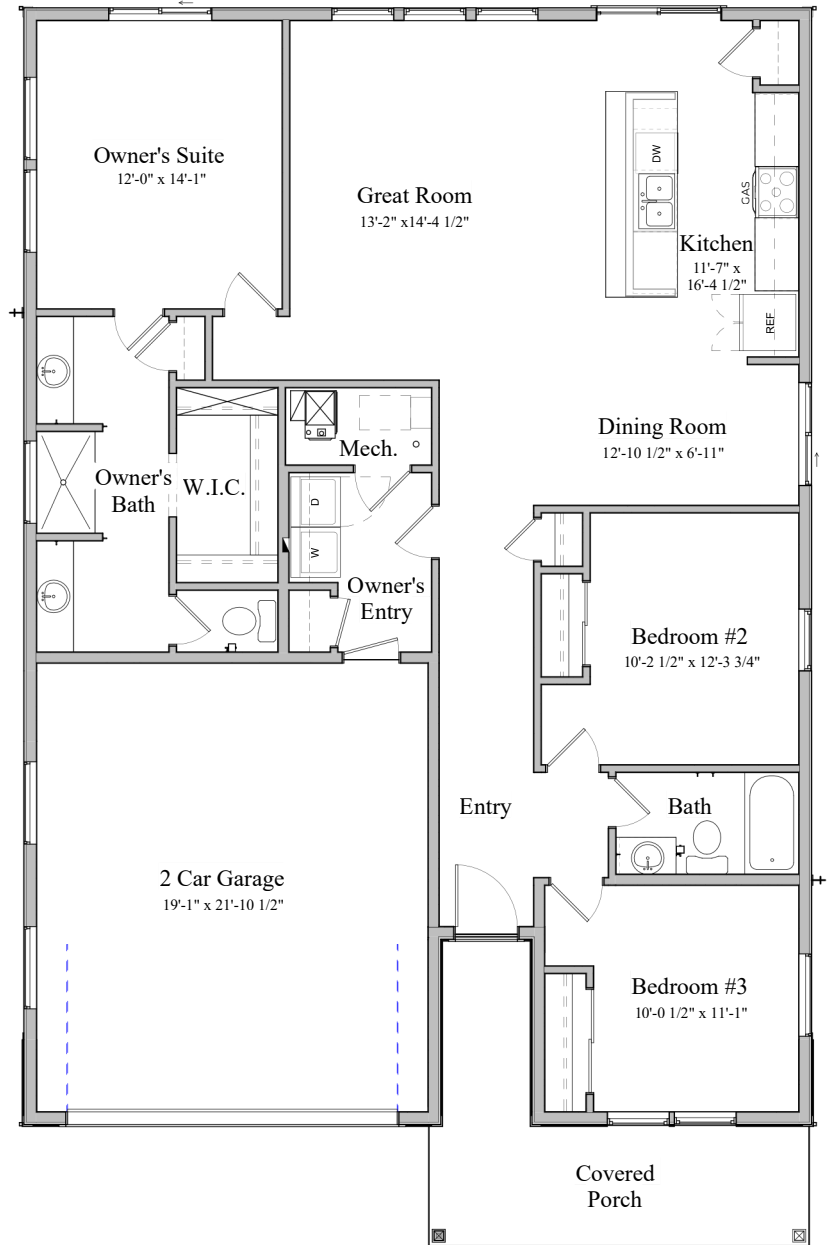 Owner's Suite
12'-0" x 14'-1"
Great Room
13'-2" x14'-4 1/2"
DW
GAS
Kitchen
11'-7" x
16'-4 1/2"
REF
Dining Room
12'-10 1/2" x 6'-11"
Mech.
Owner's
Bath
W.I.C.
D
W
Owner's
Entry
Bedroom #2
10'-2 1/2" x 12'-3 3/4"
Entry
Bath
2 Car Garage
19'-1" x 21'-10 1/2"
Bedroom #3
10'-0 1/2" x 11'-1"
Covered
Porch